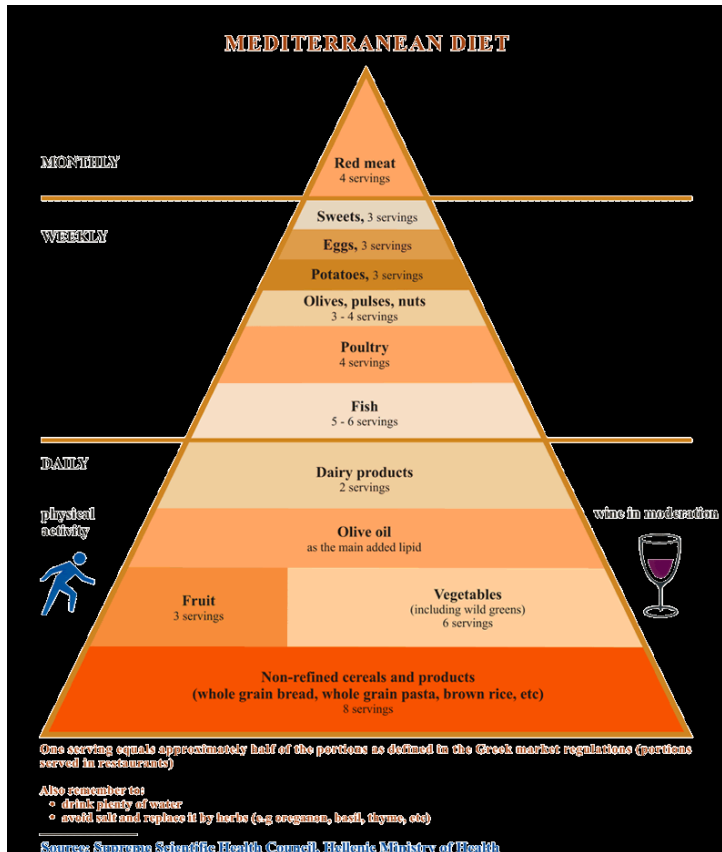 MEDITERRANEAN DIET
MONTHLY
Red meat
4 servings
WEEKLY
Sweets, 3 servings
Eggs, 3 servings
Potatoes, 3 servings
Olives, pulses, nuts
3 - 4 servings
Poultry
4 servings
Fish
5 - 6 servings
DAILY
Dairy products
2 servings
physical
activity
wine in moderation
Olive oil
as the main added lipid
Fruit
3 servings
Vegetables
(including wild greens)
6 servings
Non-refined cereals and products
(whole grain bread, whole grain pasta, brown rice, etc)
8 servings
One serving equals approximately half of the portions as defined in the Greek market regulations (portions
served in restaurants)
Also remember to:
• drink plenty of water
• avoid salt and replace it by herbs (e.g oreganon, basil, thyme, etc)
Source: Supreme Scientific Health Council, Hellenic Ministry of Health